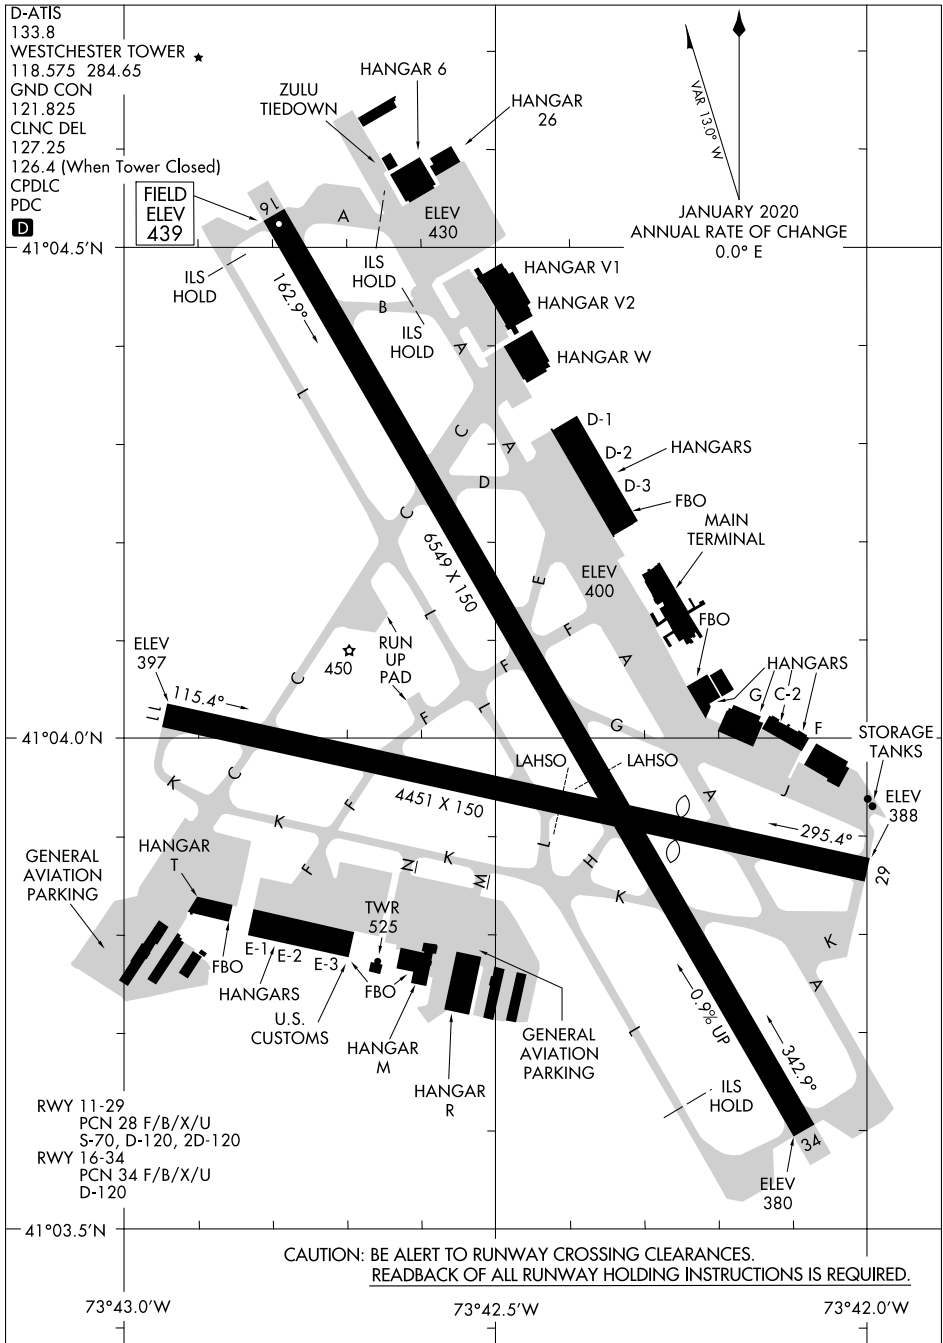 D-ATIS
133.8
WESTCHESTER TOWER
118.575 284.65
GND CON
121.825
CLNC DEL
127.25
126.4 (When Tower Closed)
CPDLC
PDC
D
FIELD
ELEV
439
ZULU
TIEDOWN
HANGAR 6
HANGAR
26
VAR 13.0° W
JANUARY 2020
ANNUAL RATE OF CHANGE
0.0° E
16
A
ELEV
430
41°04.5'N
ILS
HOLD
162.9°
ILS
HOLD
B
ILS
HOLD
HANGAR V1
HANGAR V2
A
HANGAR W
L
C
A
D-1
D-2
HANGARS
D
D-3
C
FBO
MAIN
TERMINAL
6549 X 150
E
ELEV
400
L
F
FBO
ELEV
397
450
RUN
UP
PAD
F
A
HANGARS
C
115.4°
G
C-2
F
11
F
L
G
41°04.0'N
STORAGE
TANKS
LAHSO
LAHSO
K
C
F
4451 X 150
A
J
ELEV
388
295.4°
K
L
29
HANGAR
T
GENERAL
AVIATION
PARKING
F
N
K
M
H
K
TWR
525
K
E-1
E-2
E-3
FBO
HANGARS
FBO
U.S.
CUSTOMS
HANGAR
M
HANGAR
R
GENERAL
AVIATION
PARKING
0.9% UP
A
L
342.9°
ILS
HOLD
34
ELEV
380
RWY 11-29
PCN 28 F/B/X/U
S-70, D-120, 2D-120
RWY 16-34
PCN 34 F/B/X/U
D-120
41°03.5'N
CAUTION: BE ALERT TO RUNWAY CROSSING CLEARANCES.
READBACK OF ALL RUNWAY HOLDING INSTRUCTIONS IS REQUIRED.
73°43.0'W
73°42.5'W
73°42.0'W